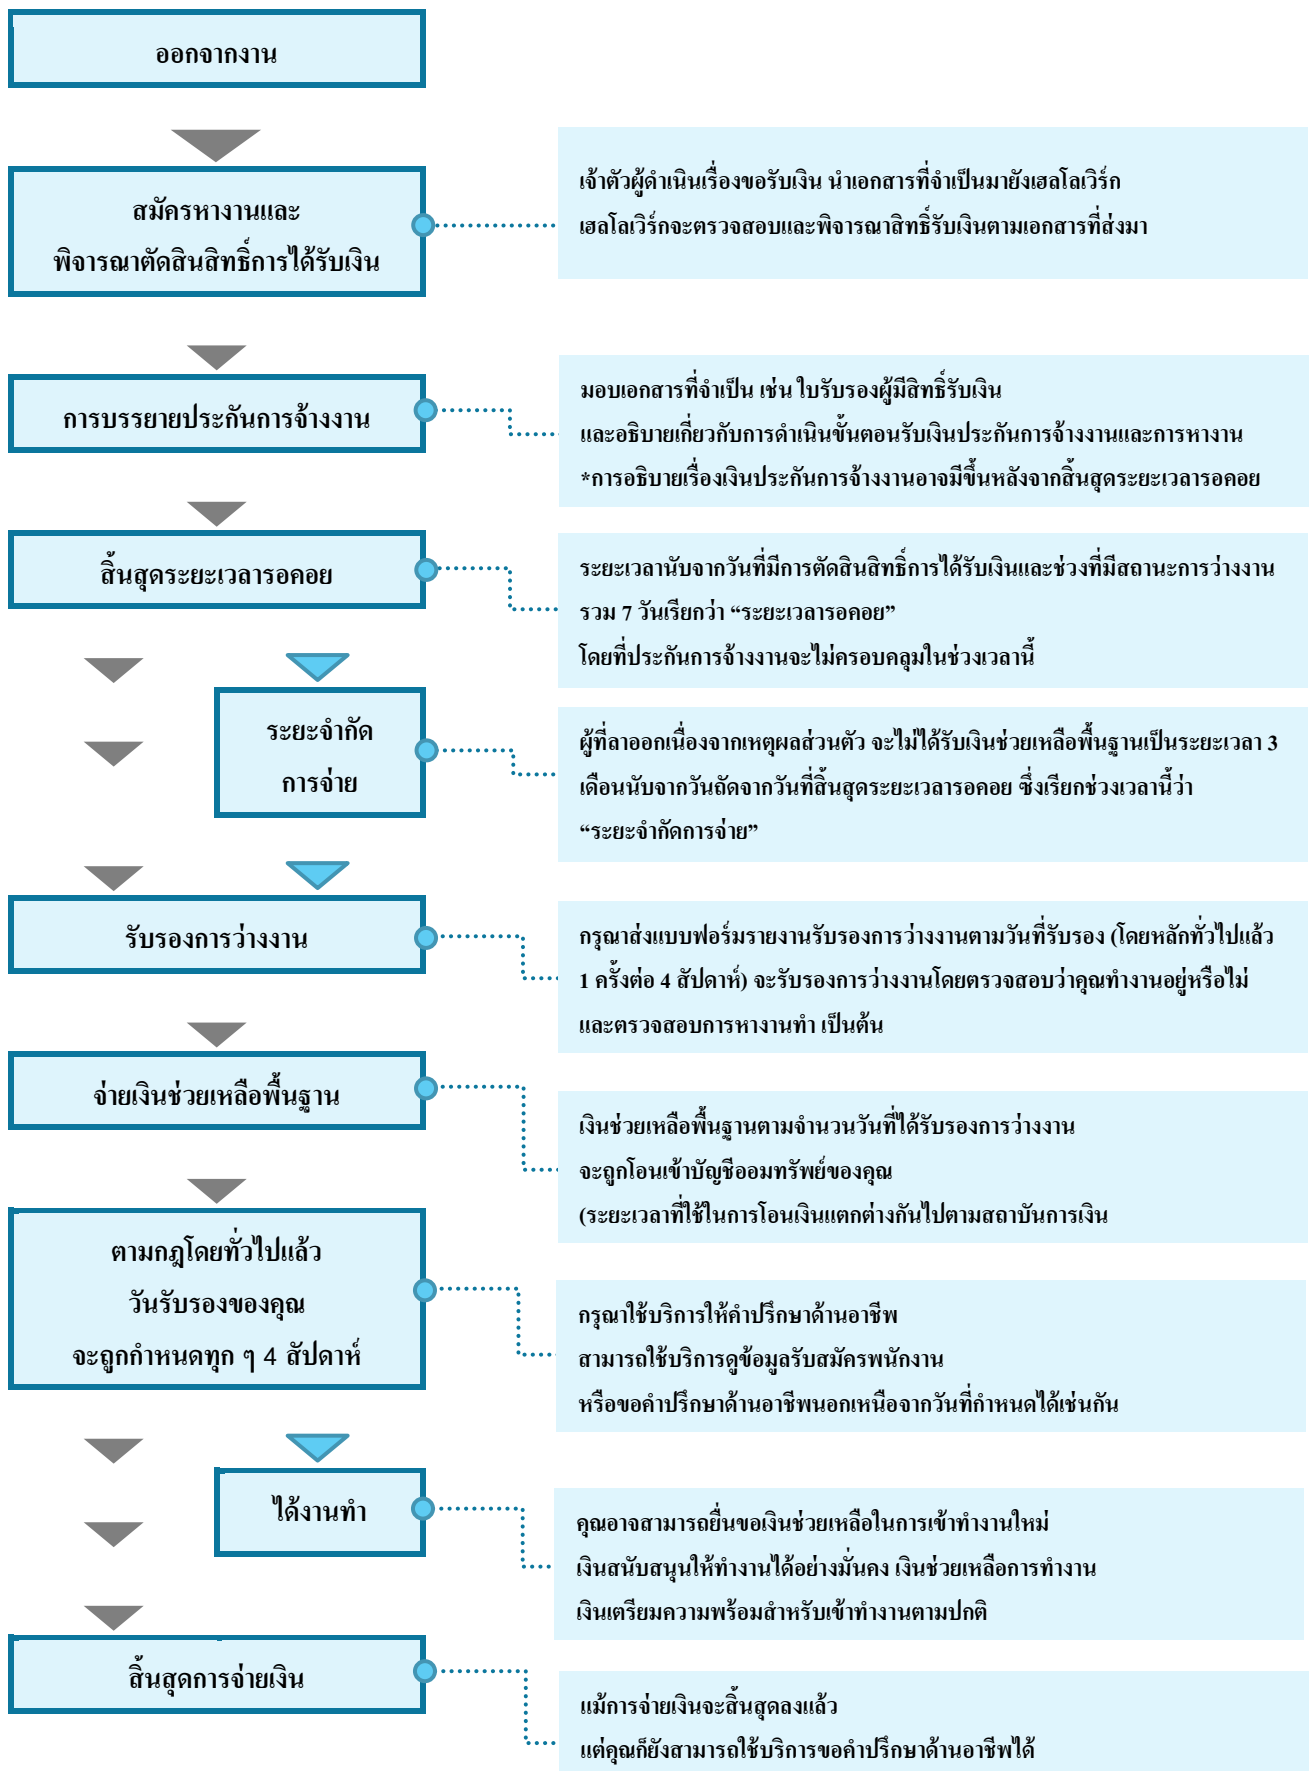 ออกจากงาน
สมัครหางานและ
พิจารณาตัดสินสิทธิ์การได้รับเงิน
เจ้าตัวผู้ดำเนินเรื่องขอรับเงิน นำเอกสารที่จำเป็นมายังเฮลโลเวิร์ก
เฮลโลเวิร์กจะตรวจสอบและพิจารณาสิทธิ์รับเงินตามเอกสารที่ส่งมา
การบรรยายประกันการจ้างงาน
มอบเอกสารที่จำเป็น เช่น ใบรับรองผู้มีสิทธิ์รับเงิน
และอธิบายเกี่ยวกับการดำเนินขั้นตอนรับเงินประกันการจ้างงานและการหางาน
*การอธิบายเรื่องเงินประกันการจ้างงานอาจมีขึ้นหลังจากสิ้นสุดระยะเวลารอคอย
สิ้นสุดระยะเวลารอคอย
ระยะเวลานับจากวันที่มีการตัดสินสิทธิ์การได้รับเงินและช่วงที่มีสถานะการว่างงาน
รวม 7 วันเรียกว่า “ระยะเวลารอคอย”
โดยที่ประกันการจ้างงานจะไม่ครอบคลุมในช่วงเวลานี้
ระยะจำกัด
การจ่าย
ผู้ที่ลาออกเนื่องจากเหตุผลส่วนตัว จะไม่ได้รับเงินช่วยเหลือพื้นฐานเป็นระยะเวลา 3
เดือนนับจากวันถัดจากวันที่สิ้นสุดระยะเวลารอคอย ซึ่งเรียกช่วงเวลานี้ว่า
“ระยะจำกัดการจ่าย”
รับรองการว่างงาน
กรุณาส่งแบบฟอร์มรายงานรับรองการว่างงานตามวันที่รับรอง (โดยหลักทั่วไปแล้ว
1 ครั้งต่อ 4 สัปดาห์) จะรับรองการว่างงานโดยตรวจสอบว่าคุณทำงานอยู่หรือไม่
และตรวจสอบการหางานทำ เป็นต้น
จ่ายเงินช่วยเหลือพื้นฐาน
เงินช่วยเหลือพื้นฐานตามจำนวนวันที่ได้รับรองการว่างงาน
จะถูกโอนเข้าบัญชีออมทรัพย์ของคุณ
(ระยะเวลาที่ใช้ในการโอนเงินแตกต่างกันไปตามสถาบันการเงิน
ตามกฎโดยทั่วไปแล้ว
วันรับรองของคุณ
จะถูกกำหนดทุก ๆ 4 สัปดาห์
กรุณาใช้บริการให้คำปรึกษาด้านอาชีพ
สามารถใช้บริการดูข้อมูลรับสมัครพนักงาน
หรือขอคำปรึกษาด้านอาชีพนอกเหนือจากวันที่กำหนดได้เช่นกัน
ได้งานทำ
คุณอาจสามารถยื่นขอเงินช่วยเหลือในการเข้าทำงานใหม่
เงินสนับสนุนให้ทำงานได้อย่างมั่นคง เงินช่วยเหลือการทำงาน
เงินเตรียมความพร้อมสำหรับเข้าทำงานตามปกติ
สิ้นสุดการจ่ายเงิน
แม้การจ่ายเงินจะสิ้นสุดลงแล้ว
แต่คุณก็ยังสามารถใช้บริการขอคำปรึกษาด้านอาชีพได้